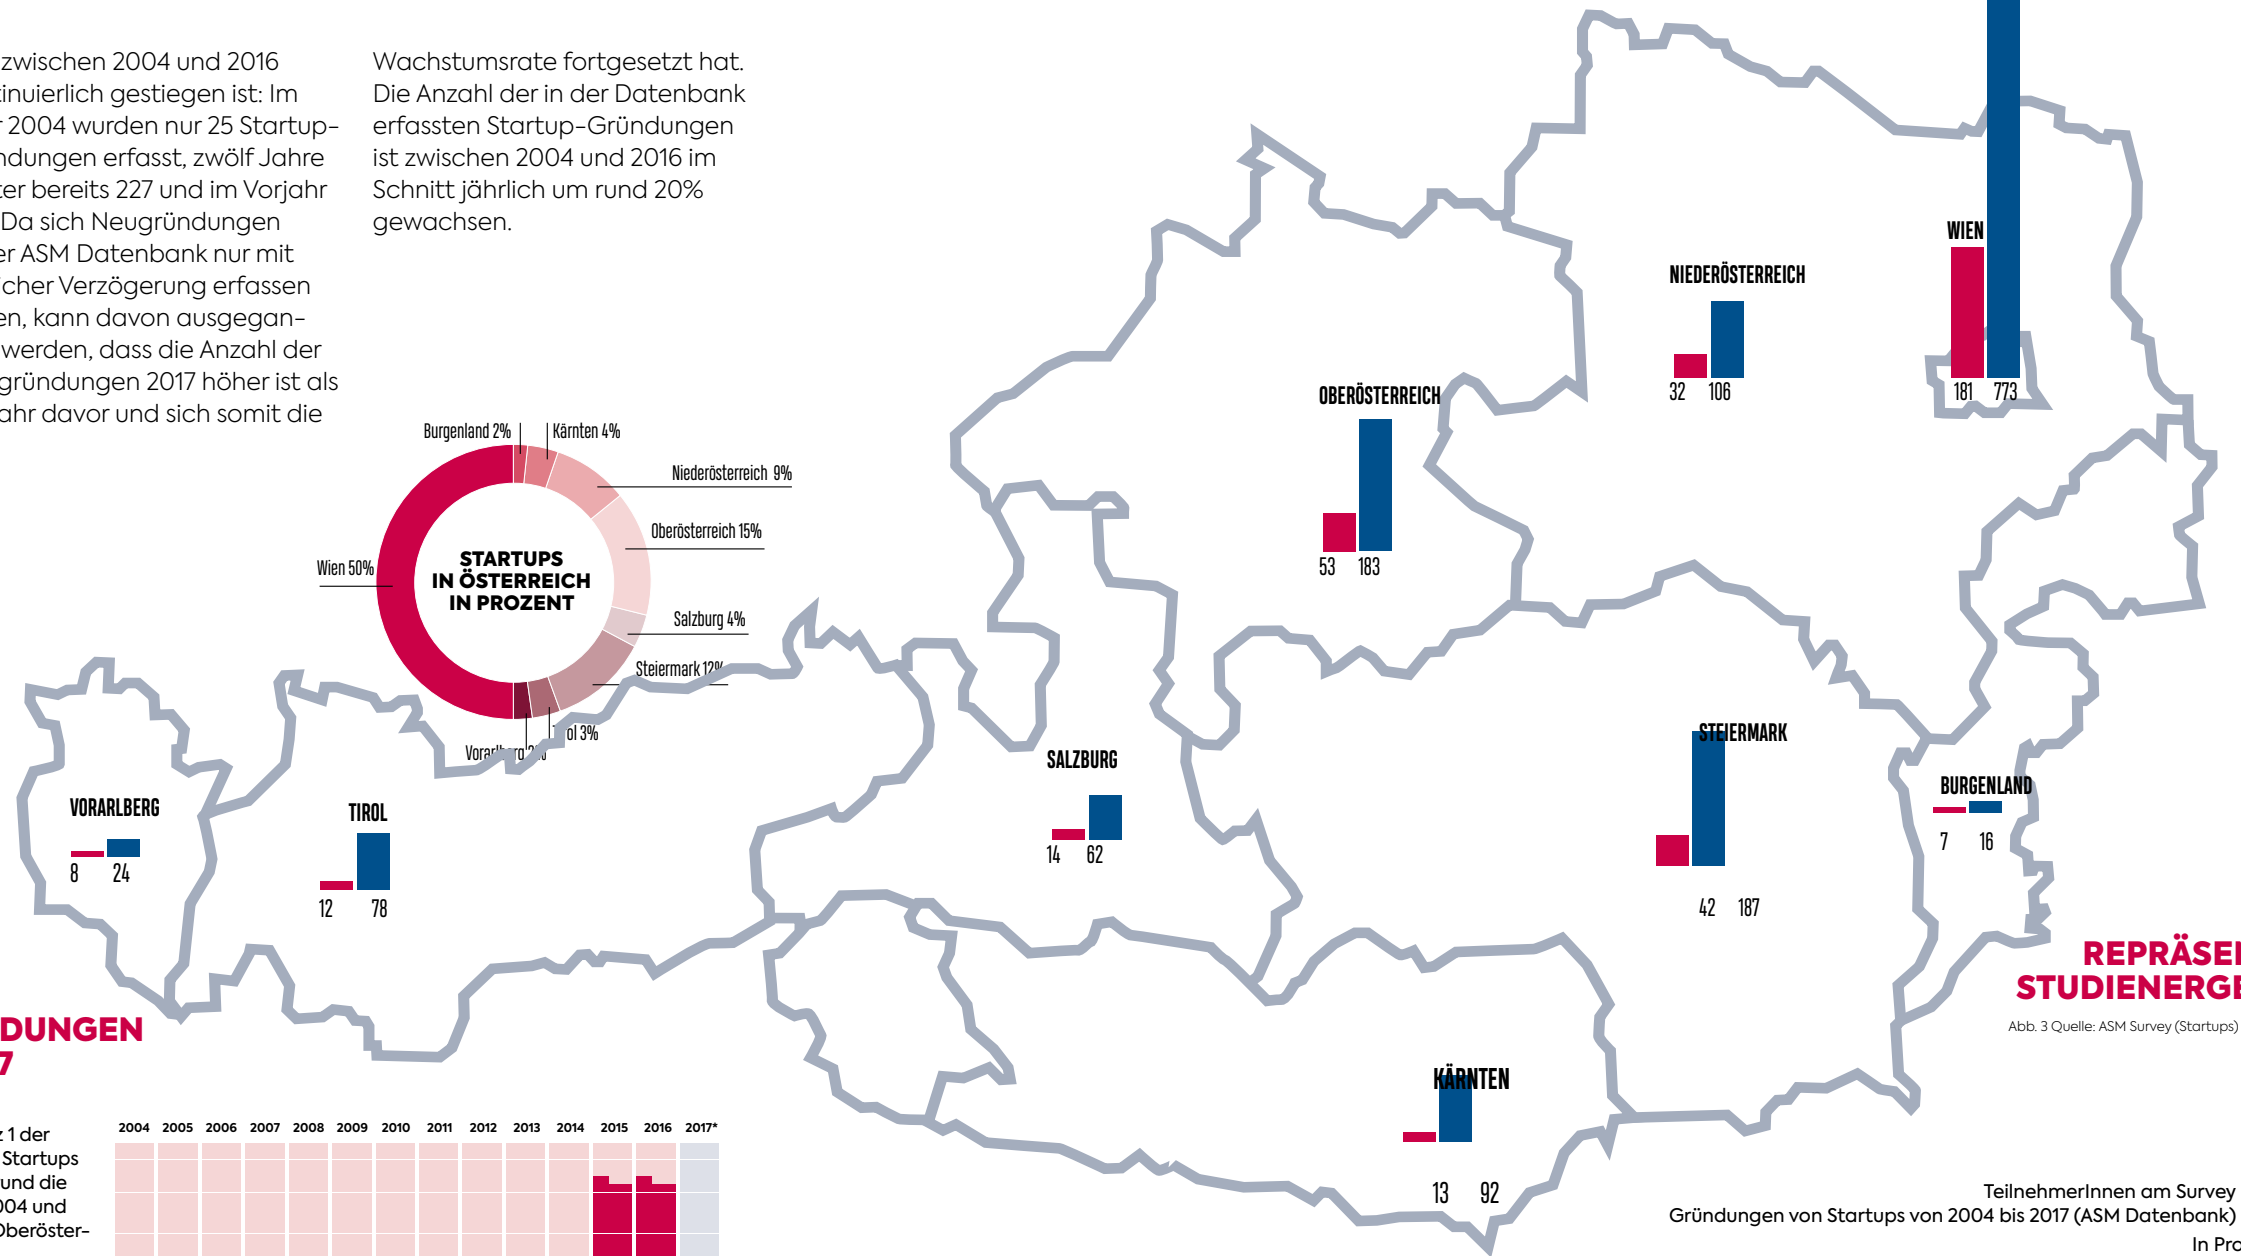 zwischen 2004 und 2016
tinuierlich gestiegen ist: Im
r 2004 wurden nur 25 Startup-
ndungen erfasst, zwölf Jahre
ter bereits 227 und im Vorjahr
Da sich Neugründungen
er ASM Datenbank nur mit
icher Verzögerung erfassen
en, kann davon ausgegan-
werden, dass die Anzahl der
gründungen 2017 höher ist als
ahr davor und sich somit die
Wachstumsrate fortgesetzt hat.
Die Anzahl der in der Datenbank
erfassten Startup-Gründungen
ist zwischen 2004 und 2016 im
Schnitt jährlich um rund 20%
gewachsen.
Burgenland 2%
Kärnten 4%
Niederösterreich 9%
Oberösterreich 15%
Wien 50%
STARTUPS
IN ÖSTERREICH
IN PROZENT
Salzburg 4%
Steiermark 12%
Tirol 3%
Vorarlberg
WIEN
181 773
NIEDERÖSTERREICH
32 106
OBERÖSTERREICH
53 183
STEIERMARK
42 187
SALZBURG
14 62
BURGENLAND
7 16
VORARLBERG
8 24
TIROL
12 78
KÄRNTEN
13 92
REPRÄSE
STUDIENERGE
Abb. 3 Quelle: ASM Survey (Startups)
DUNGEN
7
z 1 der
Startups
rund die
004 und
Oberöster-
2004 2005 2006 2007 2008 2009 2010 2011 2012 2013 2014 2015 2016 2017*
TeilnehmerInnen am Survey
Gründungen von Startups von 2004 bis 2017 (ASM Datenbank)
In Pro